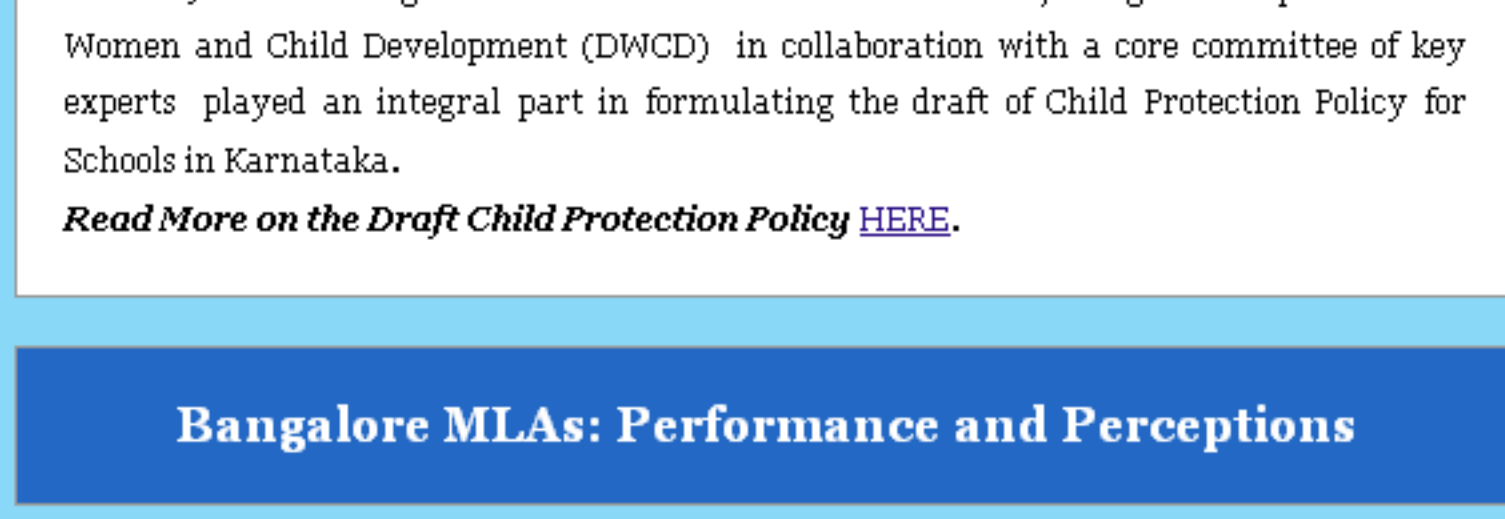 Women and Child Development (DWCD) in collaboration with a core committee of key
experts played an integral part in formulating the draft of Child Protection Policy for
Schools in Karnataka.
Read More on the Draft Child Protection Policy HERE.
Bangalore MLAs: Performance and Perceptions